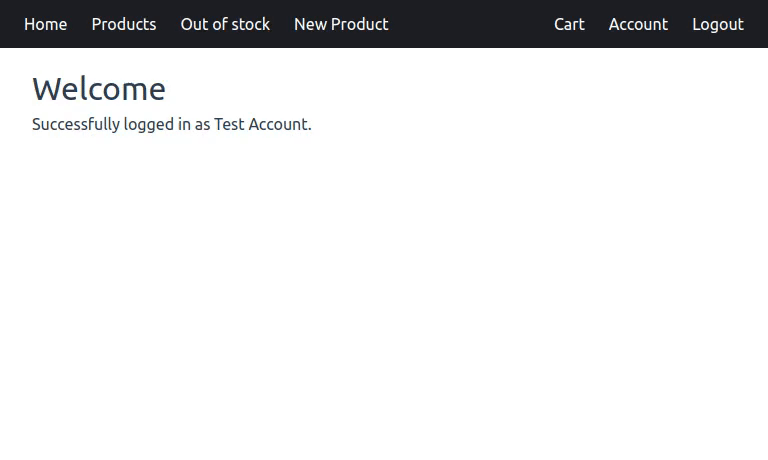 Home Products Out of stock New Product Cart Account Logout
Welcome
Successfully logged in as Test Account.